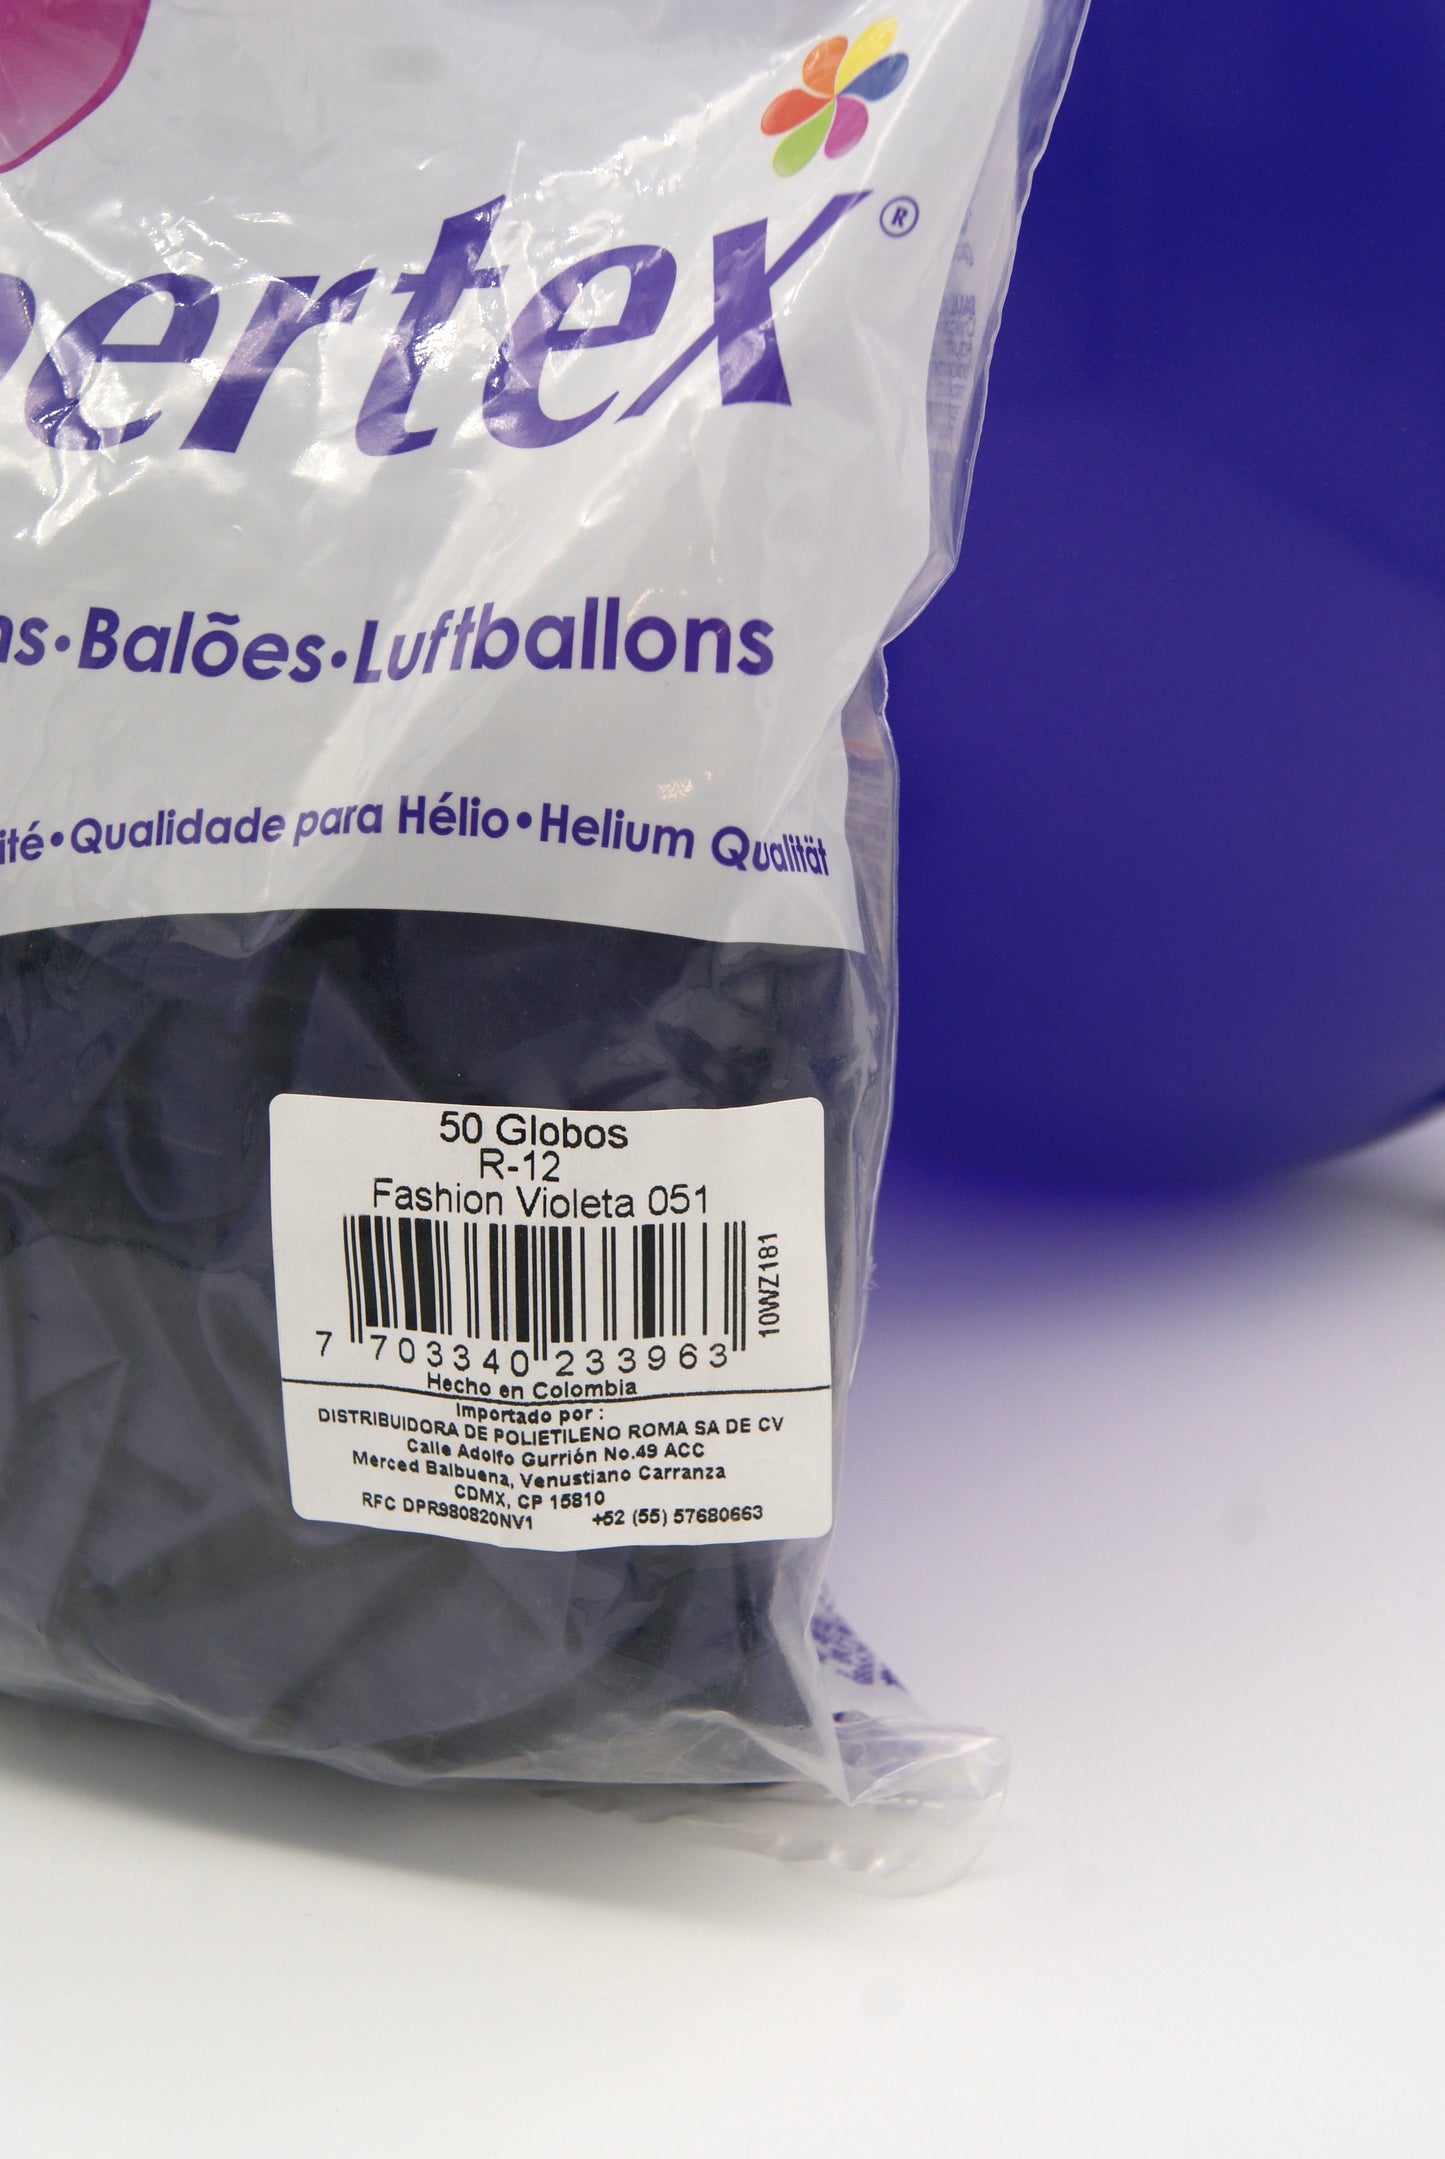 pertex®
ns•Balões•Luftballons
ité•Qualidade para Hélio•Helium Qualität
50 Globos
R-12
Fashion Violeta 051
10WZ181
7 703340 233963
Hecho en Colombia
Importado por :
DISTRIBUIDORA DE POLIETILENO ROMA SA DE CV
Calle Adolfo Gurrión No.49 ACC
Merced Balbuena, Venustiano Carranza
CDMX, CP 15810
RFC DPR980820NV1 +52 (55) 57680663